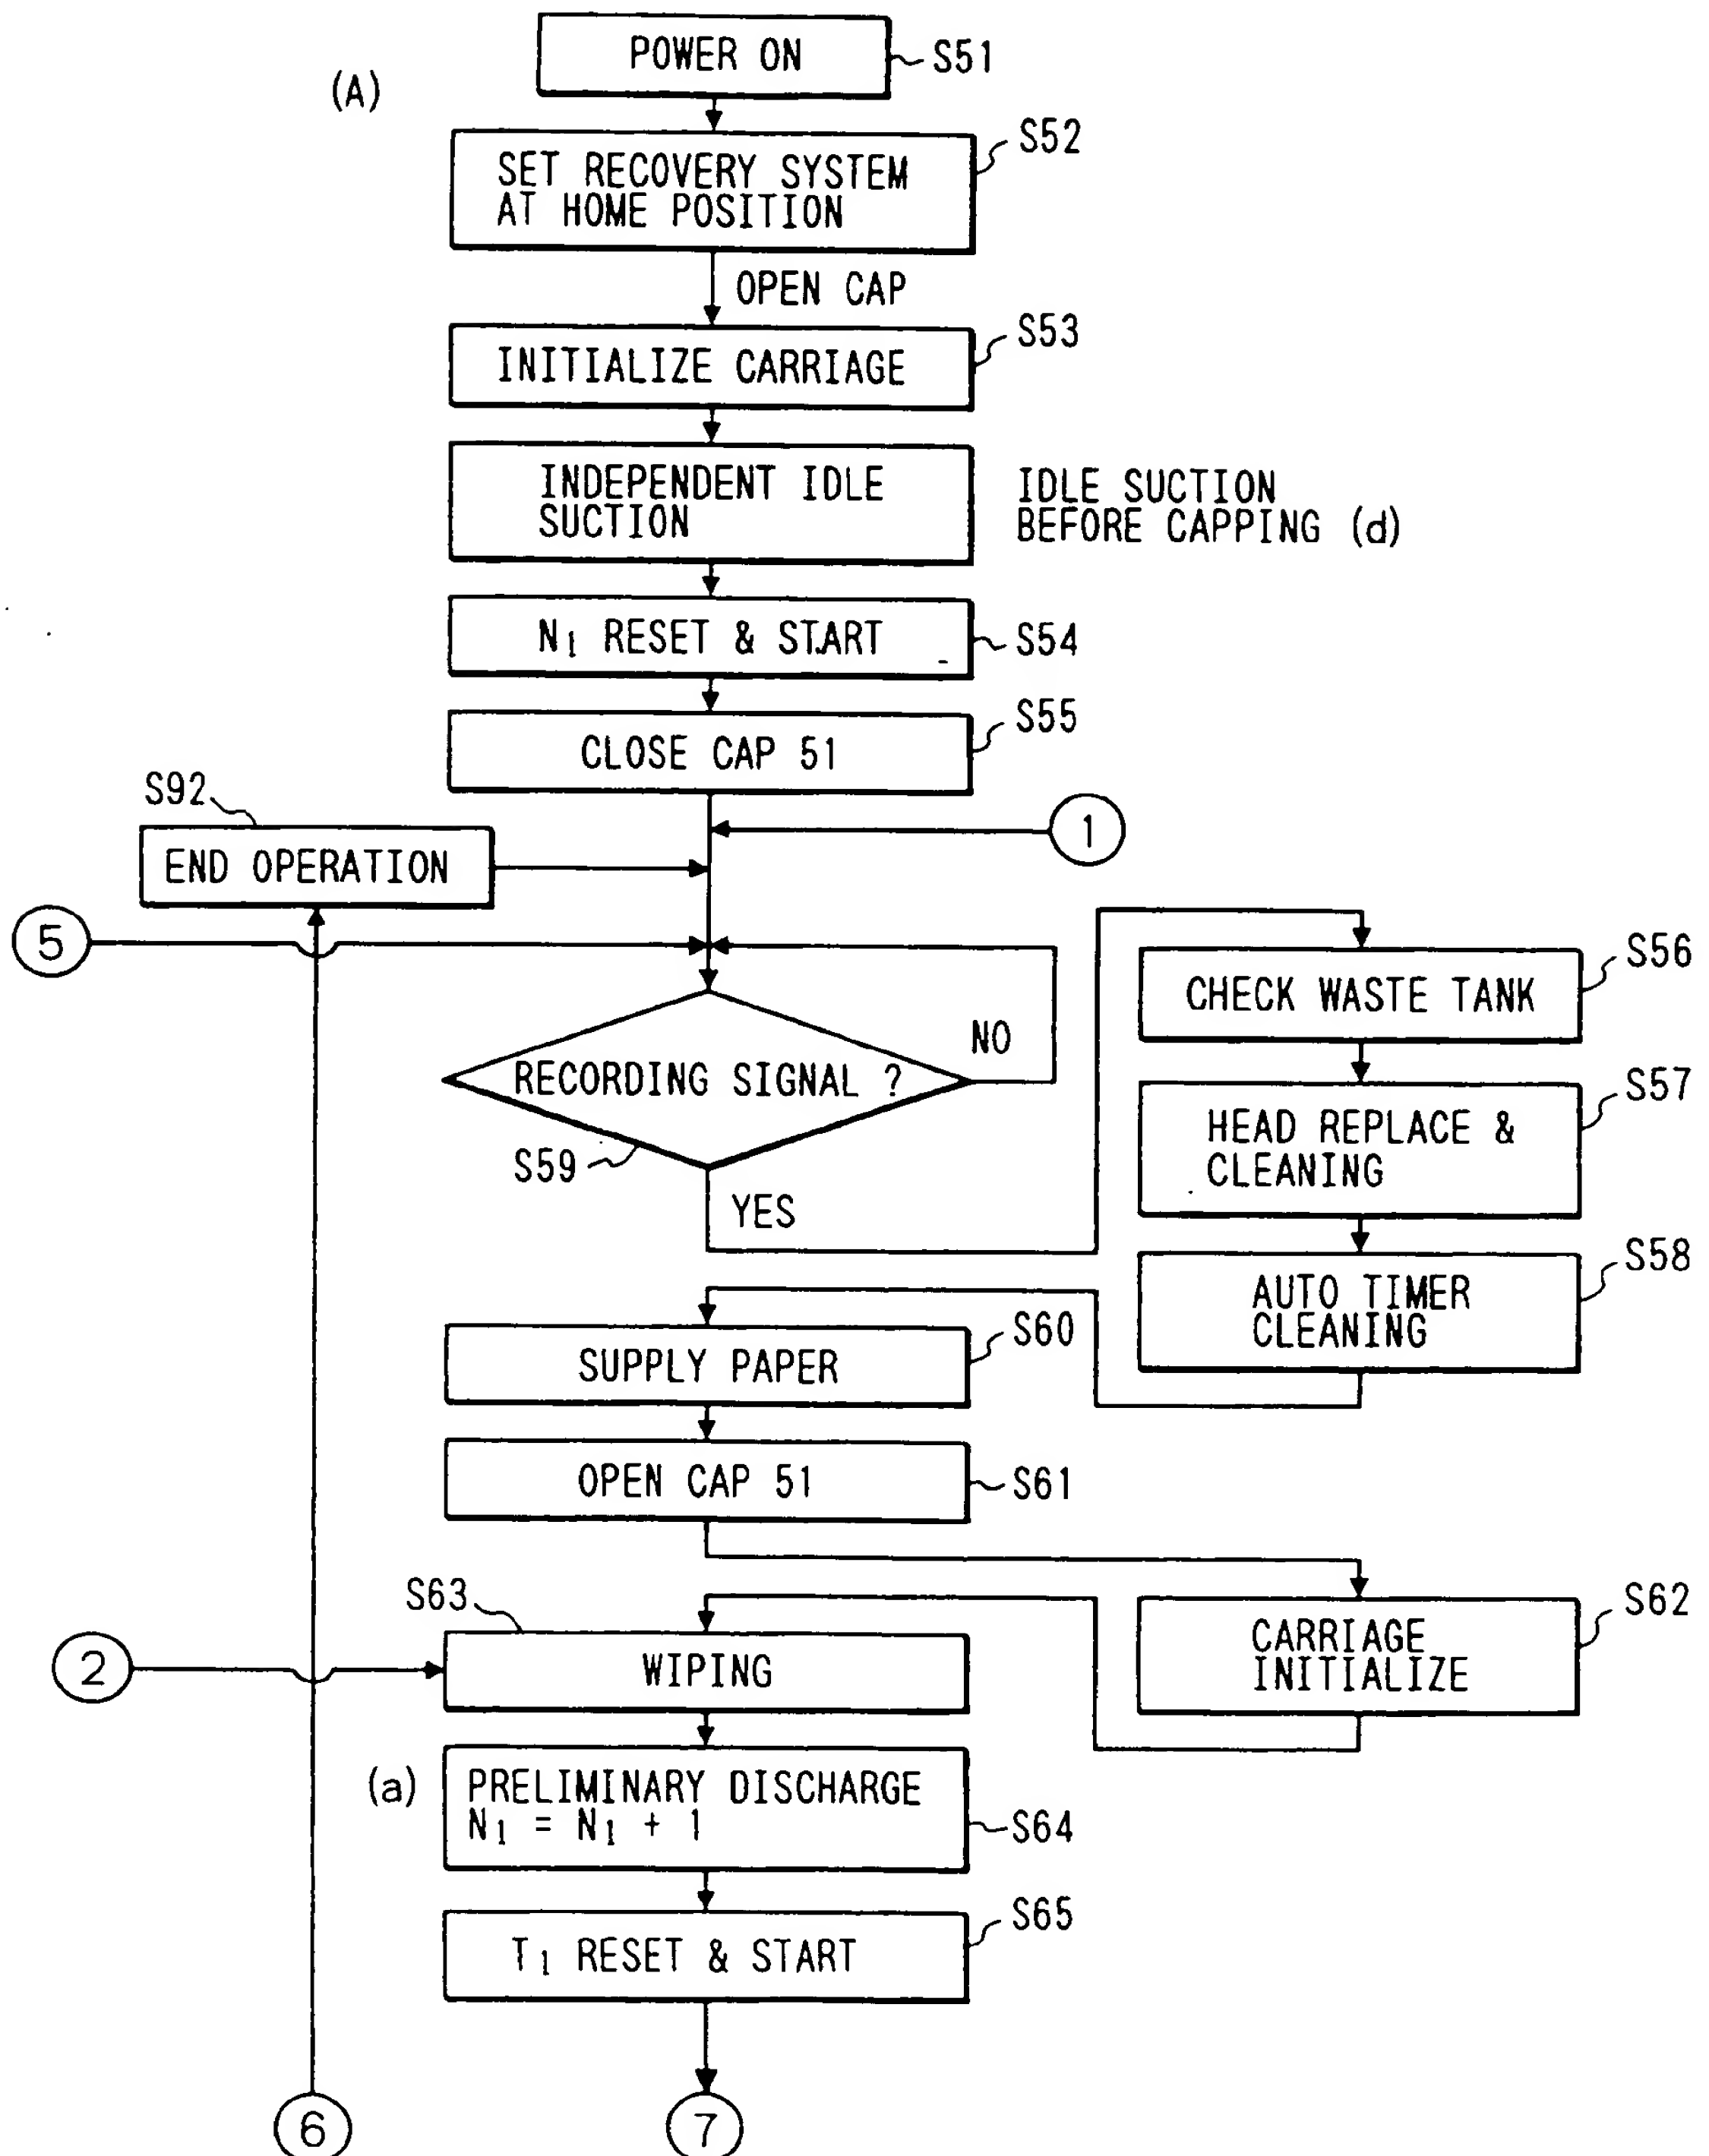 POWER ON
S51
(A)
S52
SET RECOVERY SYSTEM
AT HOME POSITION
OPEN CAP
S53
INITIALIZE CARRIAGE
INDEPENDENT IDLE
SUCTION
IDLE SUCTION
BEFORE CAPPING (d)
N1 RESET & START
S54
S55
CLOSE CAP 51
S92
1
END OPERATION
5
S56
CHECK WASTE TANK
NO
RECORDING SIGNAL ?
S57
HEAD REPLACE &
CLEANING
S59
YES
S58
AUTO TIMER
CLEANING
S60
SUPPLY PAPER
OPEN CAP 51
S61
S63
S62
CARRIAGE
INITIALIZE
2
WIPING
(a)
PRELIMINARY DISCHARGE
N1 = N1 + 1
S64
S65
T1 RESET & START
6
7